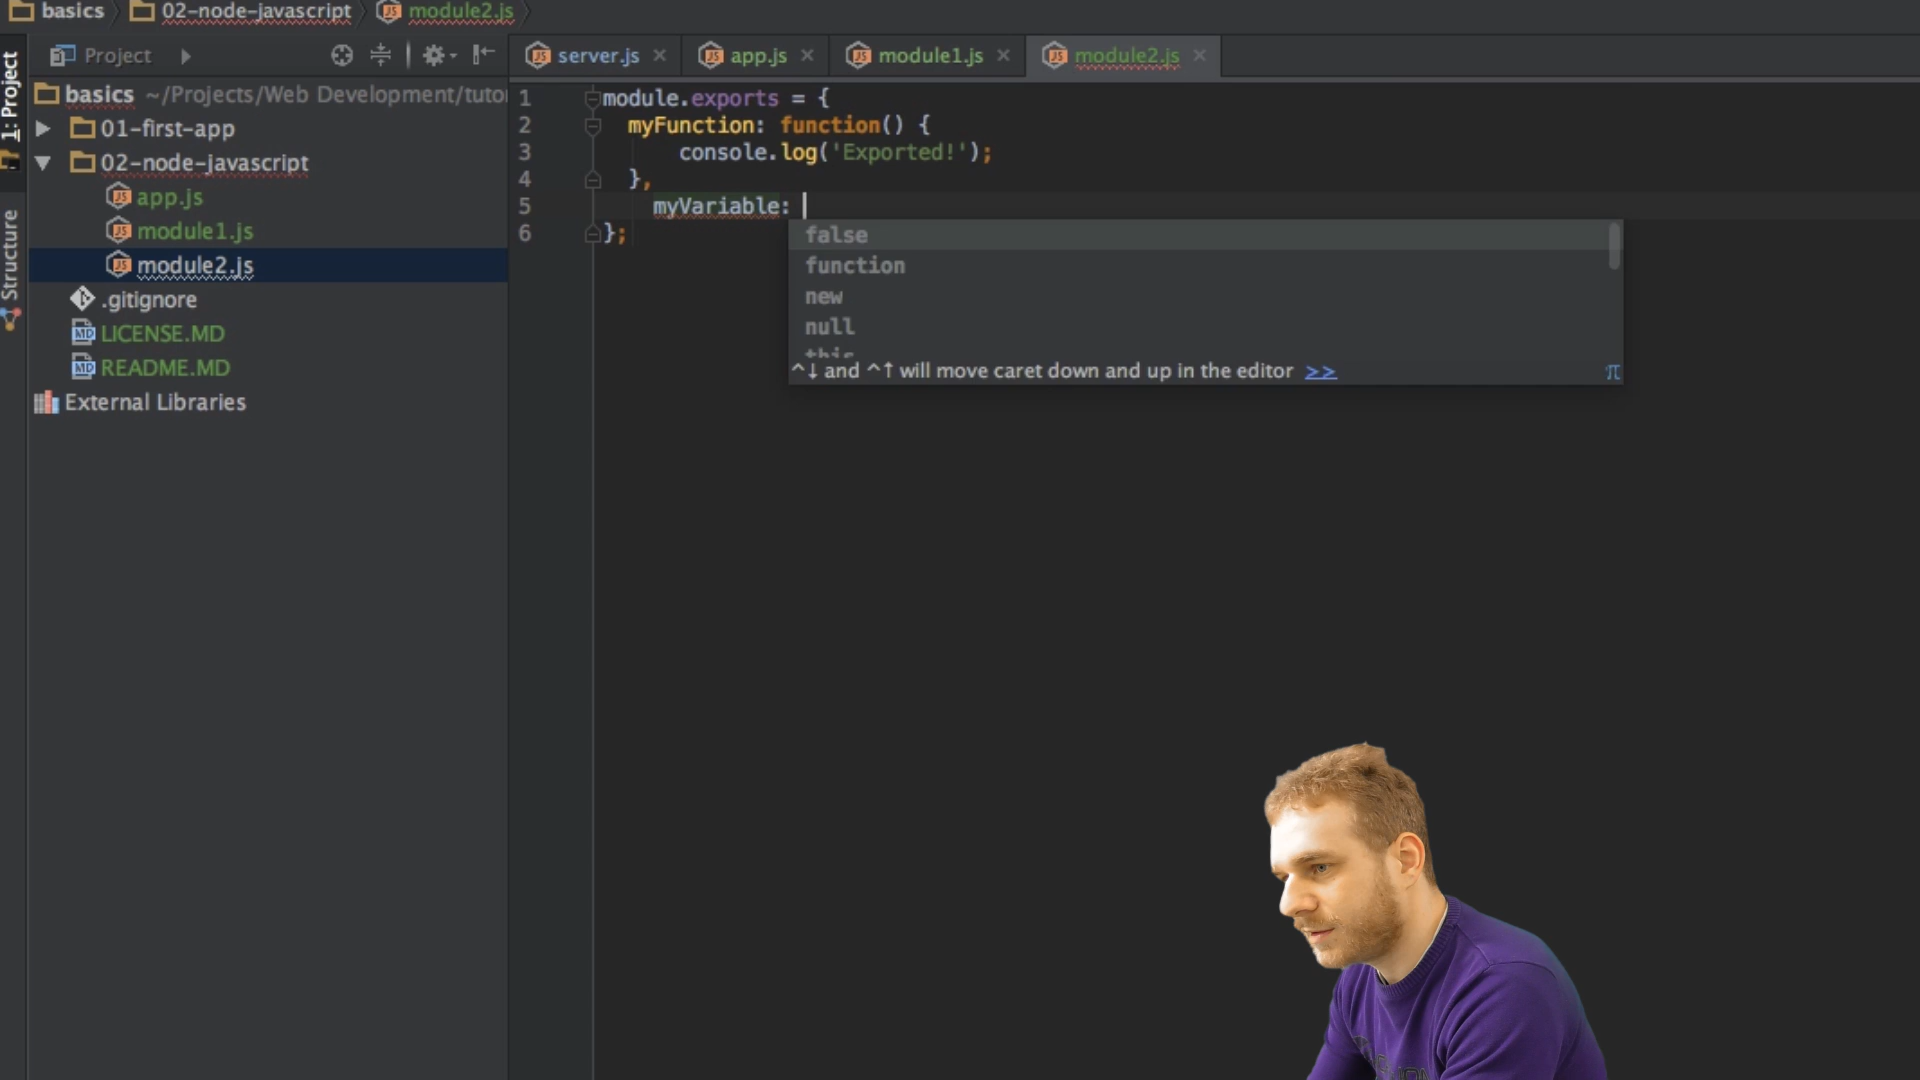 basics 02-node-javascript module2.js
1: Project
Structure
Project
basics ~/Projects/Web Development/tuto
01-first-app
02-node-javascript
app.js
module1.js
module2.js
.gitignore
LICENSE.MD
README.MD
External Libraries
server.js app.js module1.js module2.js
1 module.exports = {
2 myFunction: function() {
3 console.log('Exported!');
4 },
5 myVariable:
6 };
false
function
new
null
this
^↓ and ^↑ will move caret down and up in the editor >>
π